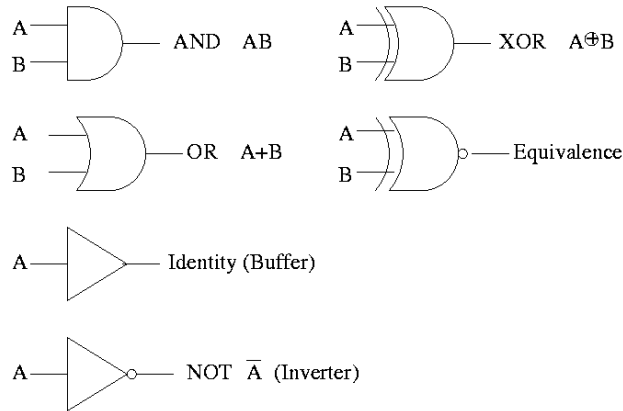 A
B
AND AB
A
B
XOR A⊕B
A
B
OR A+B
A
B
Equivalence
A
Identity (Buffer)
A
NOT A̅ (Inverter)